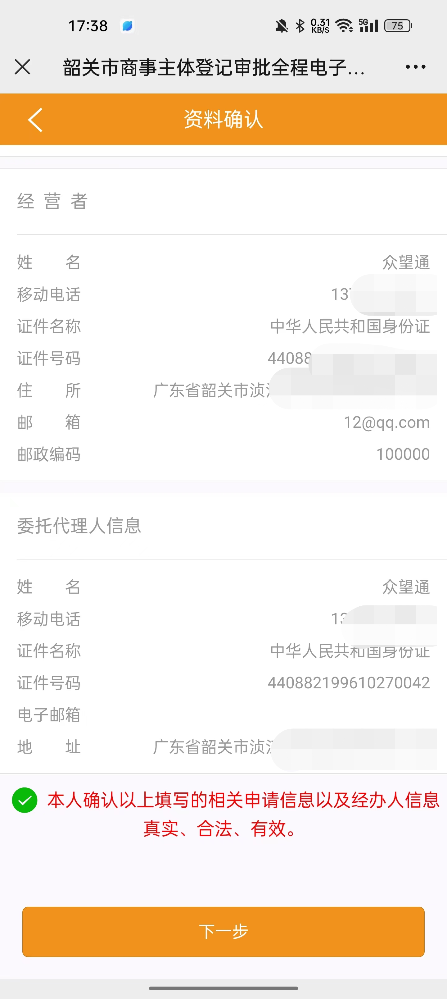 17:38 0.31 KB/S 5G 75
韶关市商事主体登记审批全程电子...
资料确认
经营者
姓名 众望通
移动电话 13
证件名称 中华人民共和国身份证
证件号码 4408
住所 广东省韶关市浈
邮箱 12@qq.com
邮政编码 100000
委托代理人信息
姓名 众望通
移动电话 1
证件名称 中华人民共和国身份证
证件号码 440882199610270042
电子邮箱
地址 广东省韶关市浈
本人确认以上填写的相关申请信息以及经办人信息
真实、合法、有效。
下一步